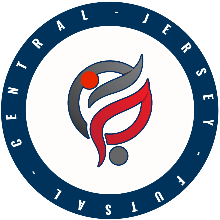 CENTRAL - JERSEY - FUTSAL -